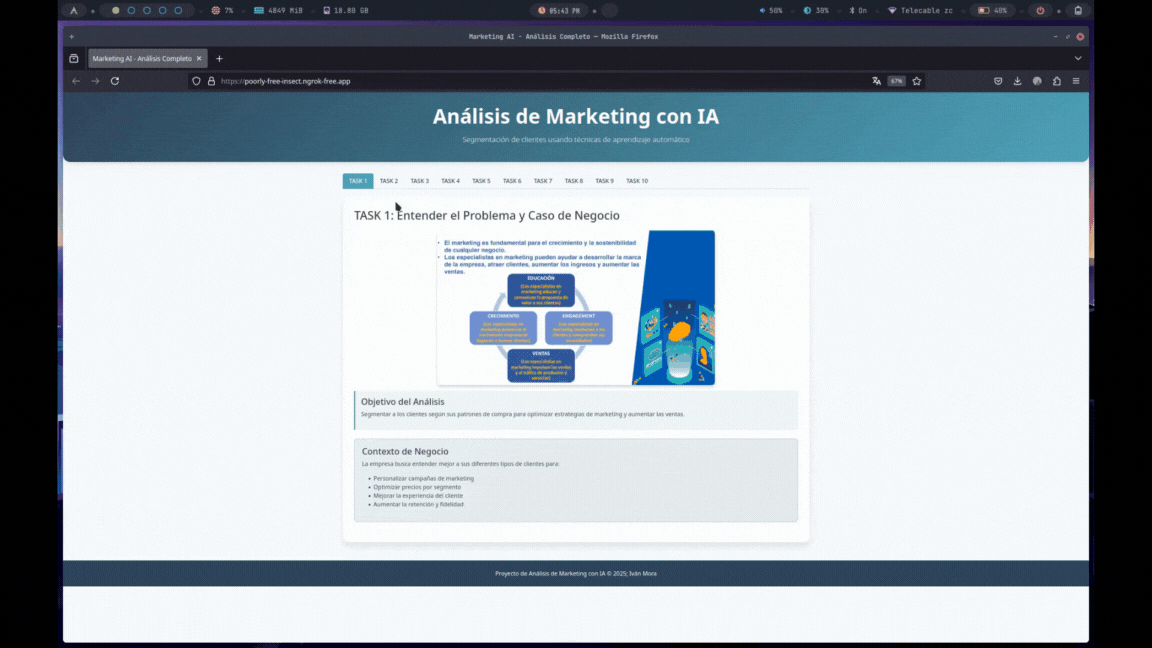 7%
4849 MiB
18.88 GB
05:43 PM
50%
30%
On
Telecable zc
40%
Marketing AI - Análisis Completo — Mozilla Firefox
Marketing AI - Análisis Completo
https://poorly-free-insect.ngrok-free.app
67%
Análisis de Marketing con IA
Segmentación de clientes usando técnicas de aprendizaje automático
TASK 1 TASK 2 TASK 3 TASK 4 TASK 5 TASK 6 TASK 7 TASK 8 TASK 9 TASK 10
TASK 1: Entender el Problema y Caso de Negocio
• El marketing es fundamental para el crecimiento y la sostenibilidad
de cualquier negocio.
• Los especialistas en marketing pueden ayudar a desarrollar la marca
de la empresa, atraer clientes, aumentar los ingresos y aumentar las
ventas.
EDUCACIÓN
CRECIMIENTO
ENGAGEMENT
VENTAS
Objetivo del Análisis
Segmentar a los clientes según sus patrones de compra para optimizar estrategias de marketing y aumentar las ventas.
Contexto de Negocio
La empresa busca entender mejor a sus diferentes tipos de clientes para:
• Personalizar campañas de marketing
• Optimizar precios por segmento
• Mejorar la experiencia del cliente
• Aumentar la retención y fidelidad
Proyecto de Análisis de Marketing con IA © 2025; Iván Mora